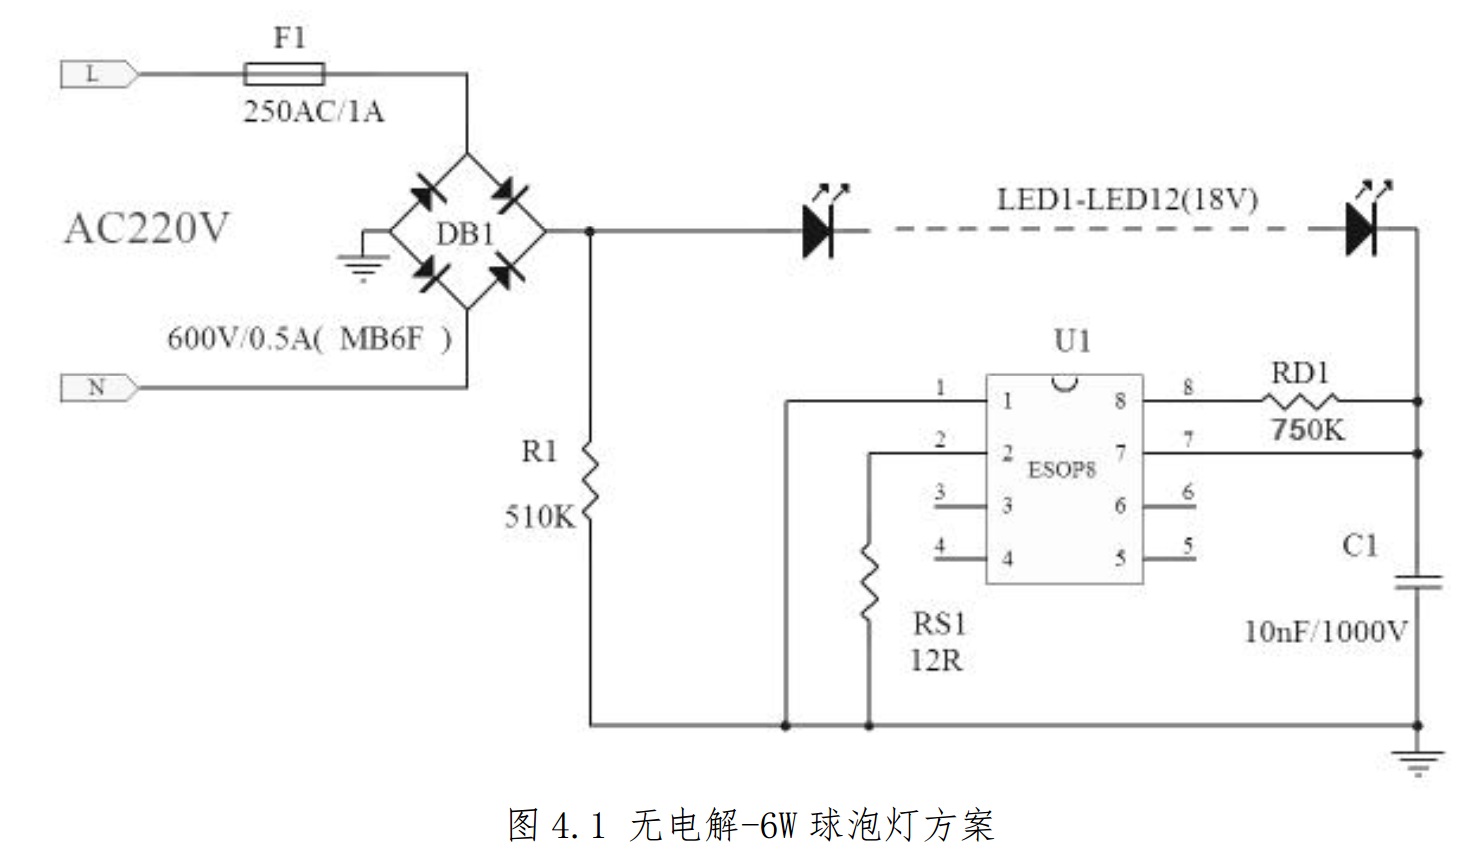 F1
L
250AC/1A
AC220V
DB1
LED1-LED12(18V)
600V/0.5A( MB6F )
N
U1
1
1
8
8
RD1
750K
2
2
7
7
ESOP8
R1
510K
3
3
6
6
4
4
5
5
C1
RS1
12R
10nF/1000V
图 4.1 无电解-6W 球泡灯方案